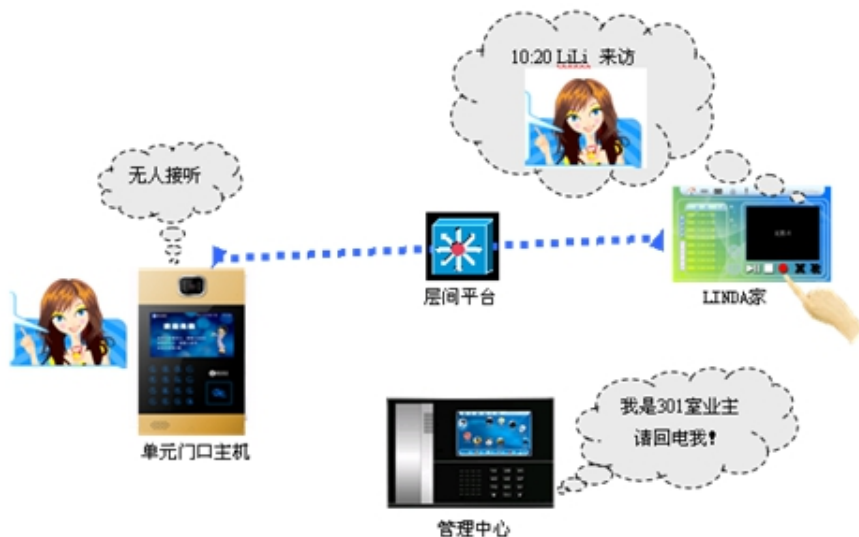 10:20 LiLi 来访
无人接听
层间平台
LINDA家
单元门口主机
我是301室业主
请回电我!
管理中心